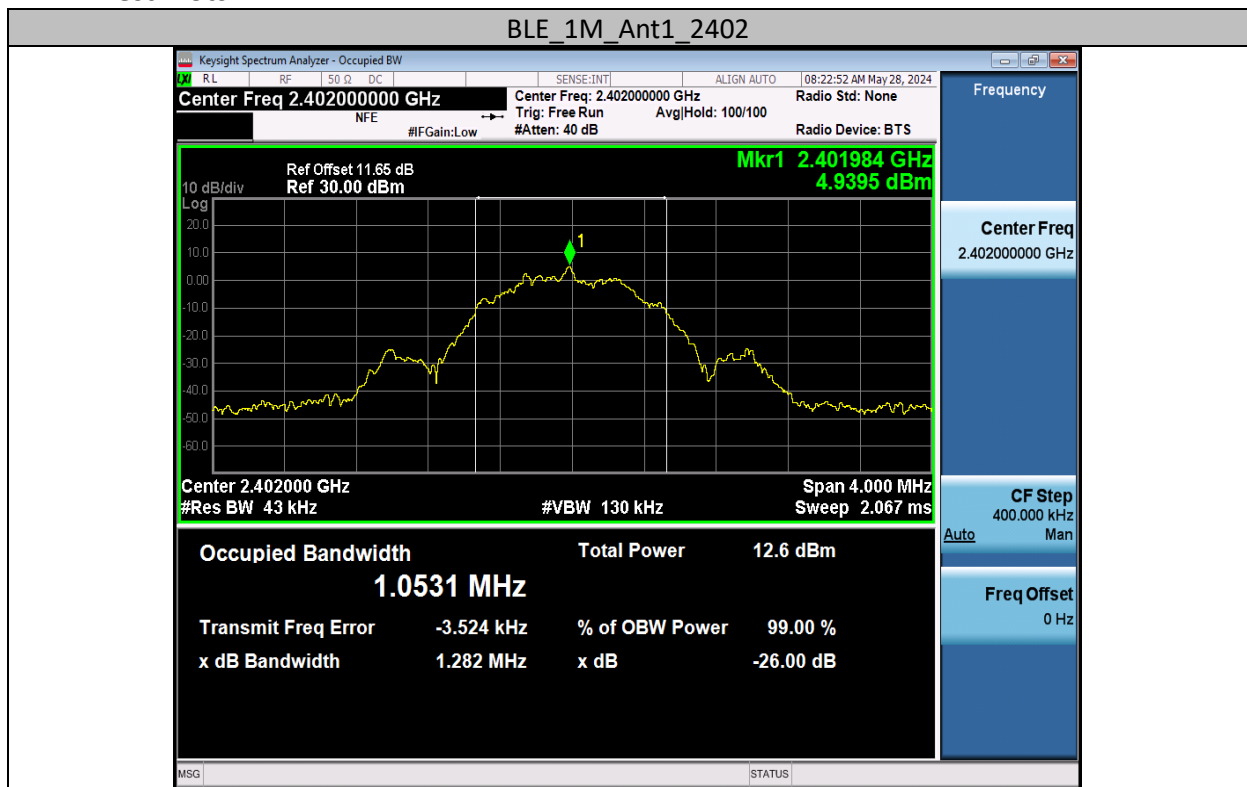 BLE_1M_Ant1_2402
Keysight Spectrum Analyzer - Occupied BW
LXI RL RF 50 Ω DC SENSE:INT ALIGN AUTO 08:22:52 AM May 28, 2024
Center Freq 2.402000000 GHz Center Freq: 2.402000000 GHz Radio Std: None Frequency
NFE Trig: Free Run Avg|Hold: 100/100
#IFGain:Low #Atten: 40 dB Radio Device: BTS
Mkr1 2.401984 GHz
Ref Offset 11.65 dB
10 dB/div Ref 30.00 dBm 4.9395 dBm
Log
20.0
Center Freq
1
10.0
2.402000000 GHz
0.00
-10.0
-20.0
-30.0
-40.0
-50.0
-60.0
Center 2.402000 GHz Span 4.000 MHz
#Res BW 43 kHz #VBW 130 kHz Sweep 2.067 ms
CF Step
400.000 kHz
Auto Man
Occupied Bandwidth Total Power 12.6 dBm
1.0531 MHz
Freq Offset
0 Hz
Transmit Freq Error -3.524 kHz % of OBW Power 99.00 %
x dB Bandwidth 1.282 MHz x dB -26.00 dB
MSG STATUS